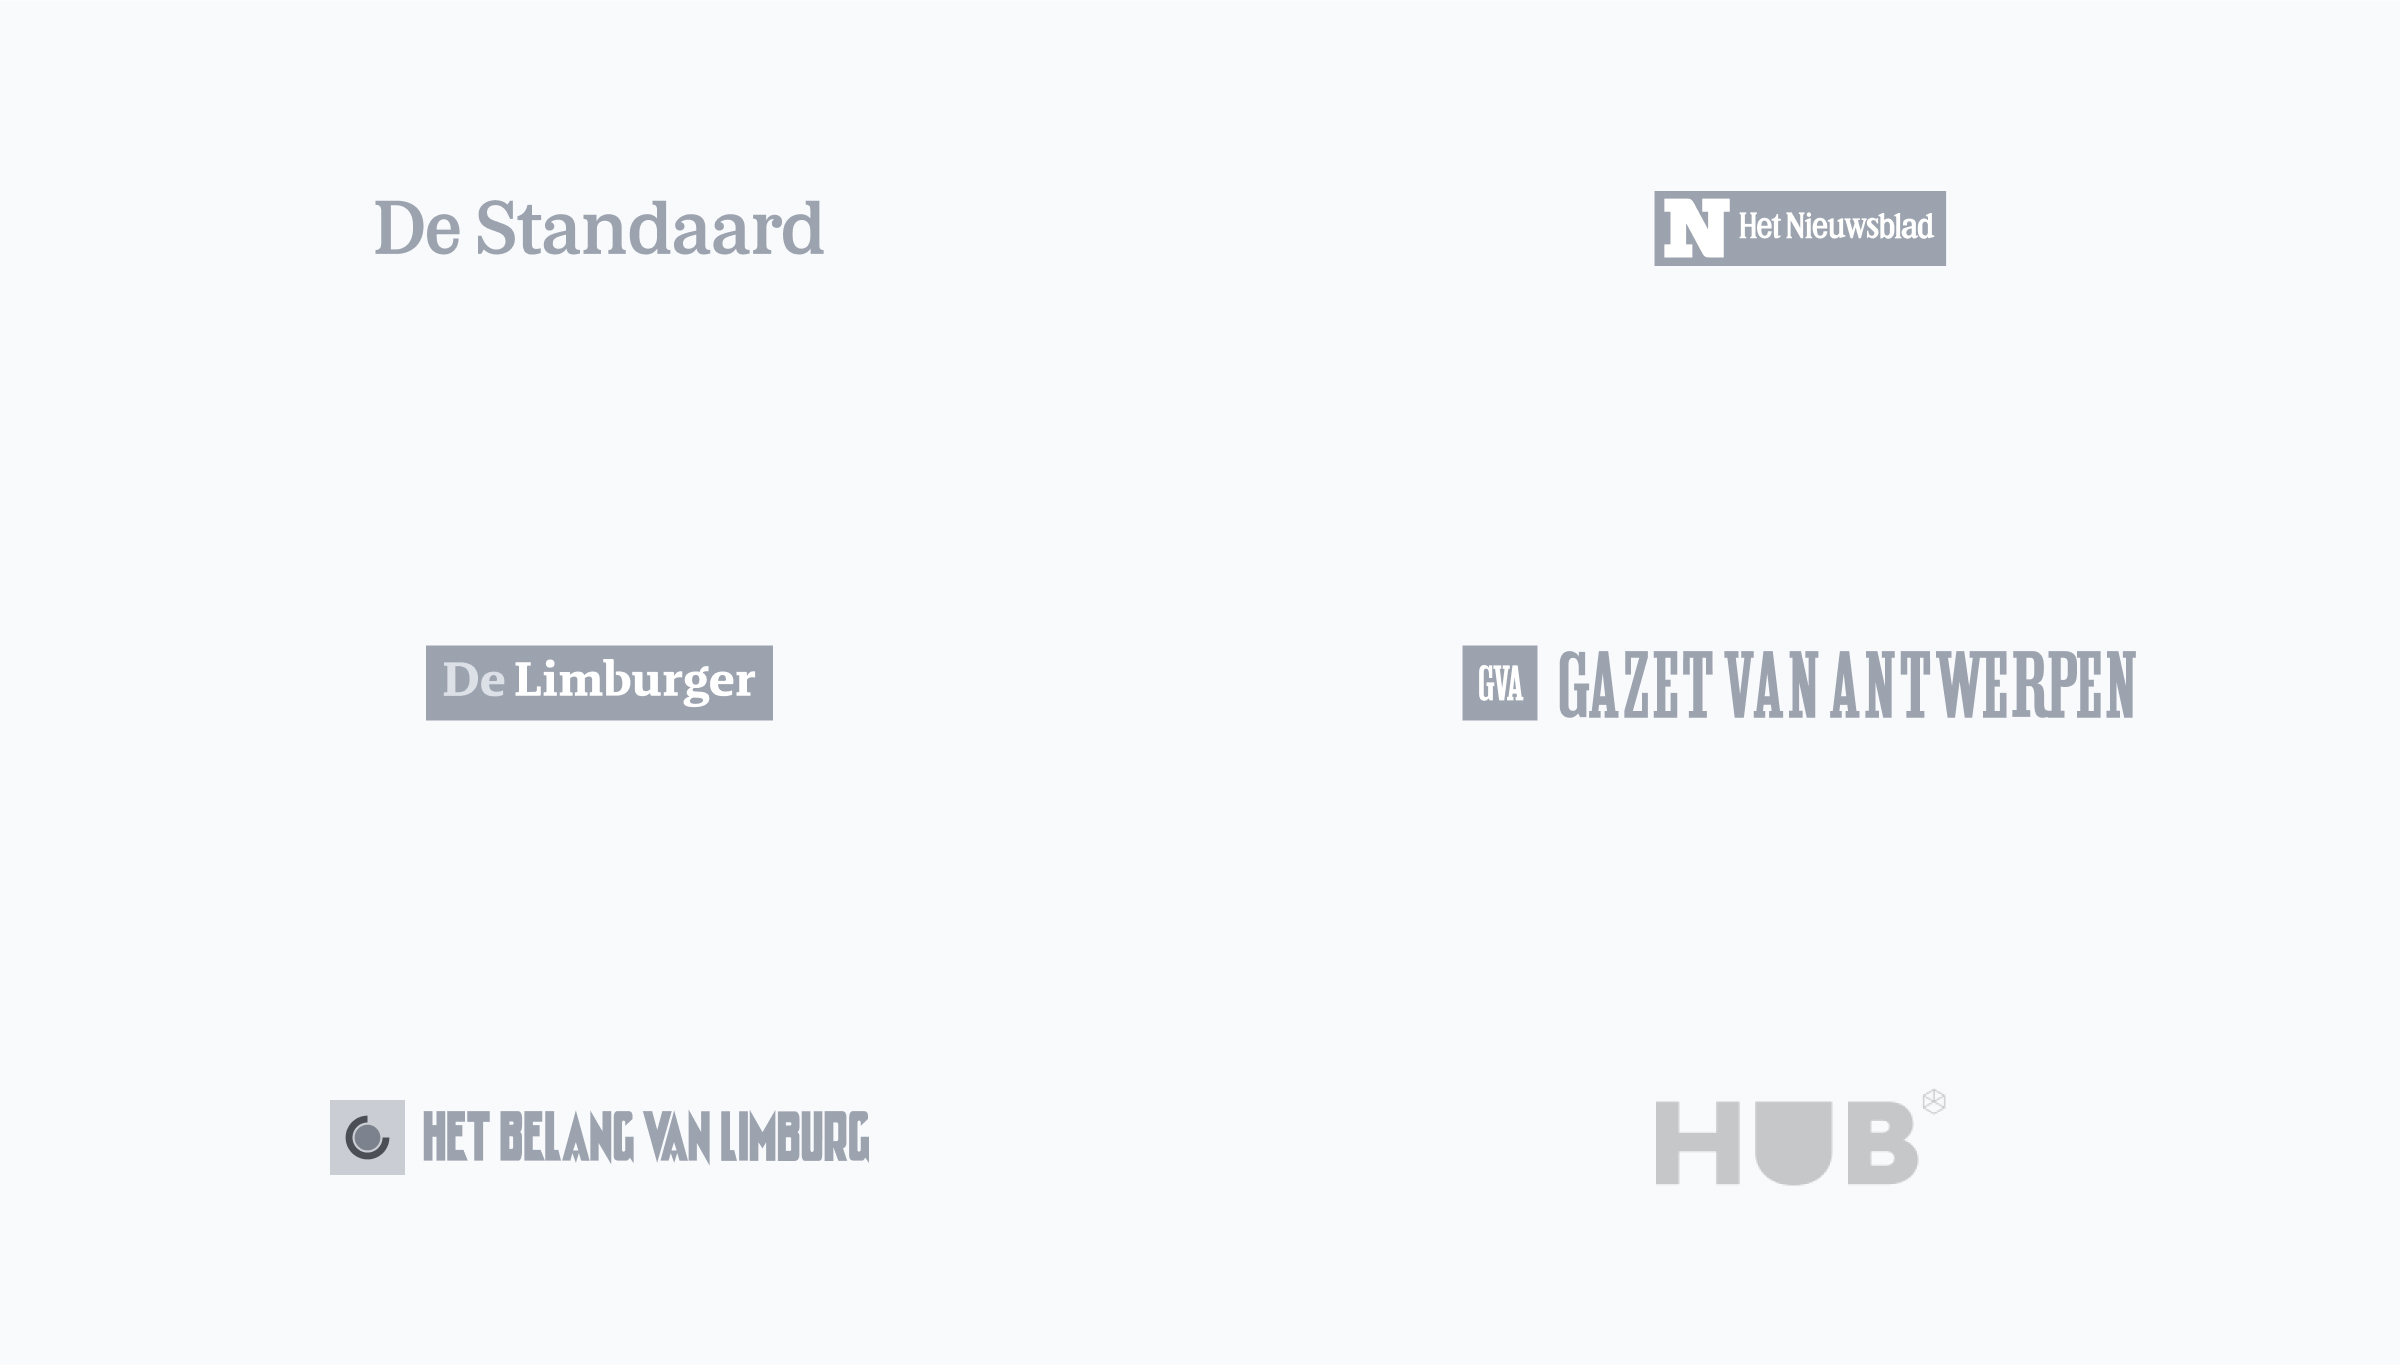 De Standaard
N Het Nieuwsblad
De Limburger
GVA GAZET VAN ANTWERPEN
HET BELANG VAN LIMBURG
HUB